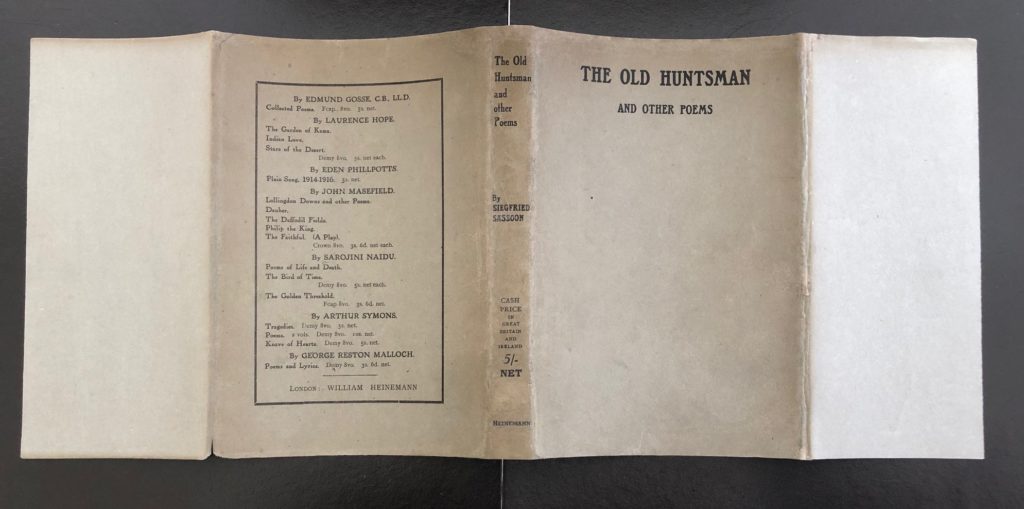 By EDMUND GOSSE, C.B., LL.D.
Collected Poems. Fcap. 8vo. 5s. net.
By LAURENCE HOPE.
The Garden of Kama.
Indian Love.
Stars of the Desert.
Demy 8vo. 5s. net each.
By EDEN PHILLPOTTS.
Plain Song, 1914-1916. 5s. net.
By JOHN MASEFIELD.
Lollingdon Downs and other Poems.
Dauber.
The Daffodil Fields.
Philip the King.
The Faithful. (A Play).
Crown 8vo. 3s. 6d. net each.
By SAROJINI NAIDU.
Poems of Life and Death.
The Bird of Time.
Demy 8vo. 5s. net each.
The Golden Threshold.
Fcap 8vo. 3s. 6d. net.
By ARTHUR SYMONS.
Tragedies. Demy 8vo. 5s. net.
Poems. 2 vols. Demy 8vo. 10s. net.
Knave of Hearts. Demy 8vo. 5s. net.
By GEORGE RESTON MALLOCH.
Poems and Lyrics. Demy 8vo. 3s. 6d. net.
LONDON: WILLIAM HEINEMANN
The Old
Huntsman
and
other
Poems
By
SIEGFRIED
SASSOON
CASH
PRICE
IN
GREAT
BRITAIN
AND
IRELAND
5/-
NET
HEINEMANN
THE OLD HUNTSMAN
AND OTHER POEMS